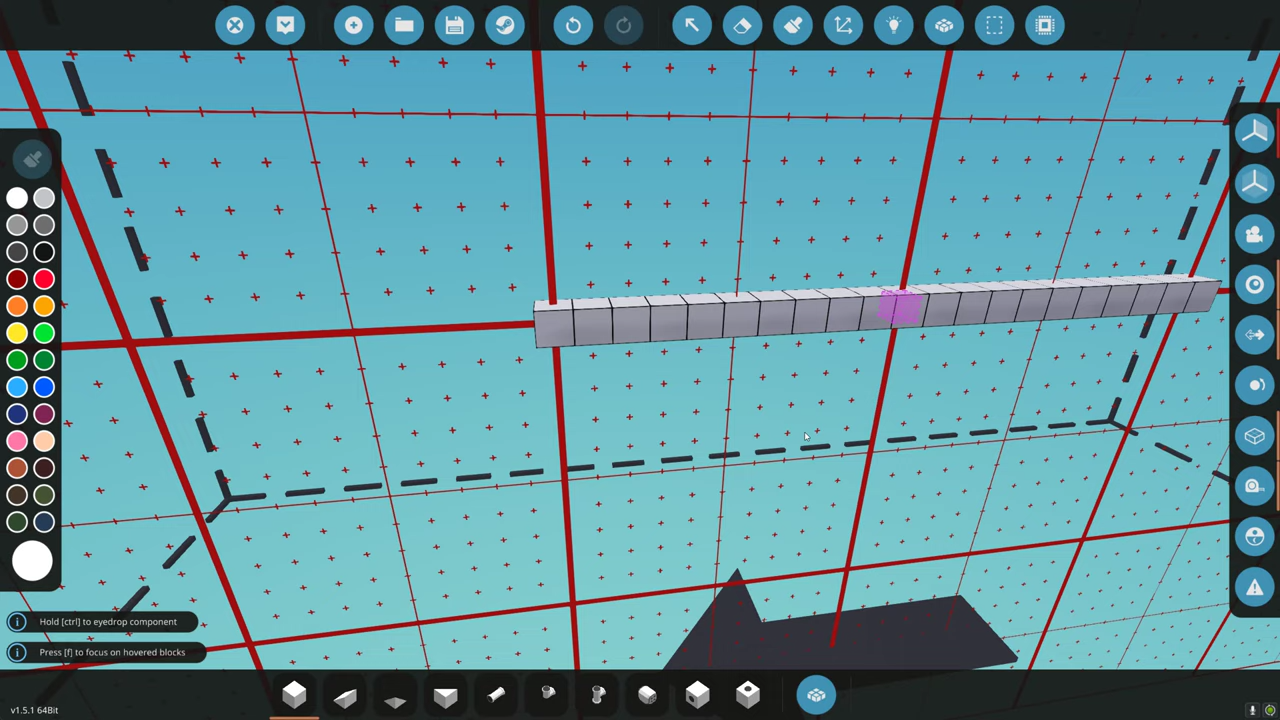 Hold [ctrl] to eyedrop component
Press [f] to focus on hovered blocks
v1.5.1 64Bit